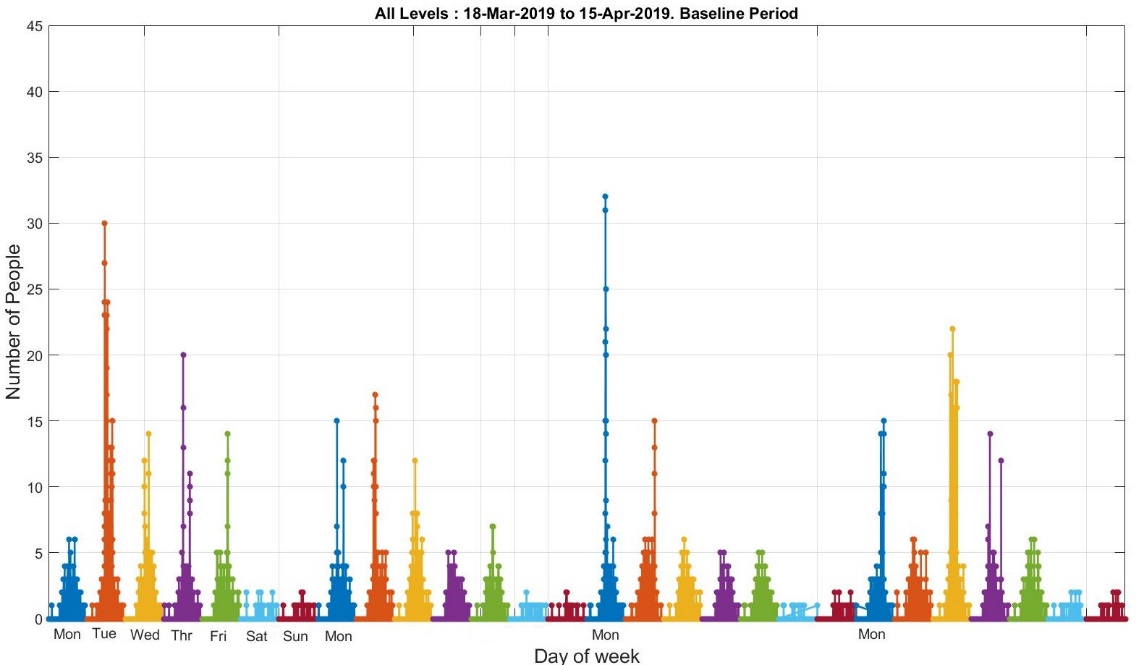 All Levels : 18-Mar-2019 to 15-Apr-2019. Baseline Period
45
40
35
30
25
20
15
10
5
0
Number of People
Mon Tue Wed Thr Fri Sat Sun Mon Mon Mon
Day of week